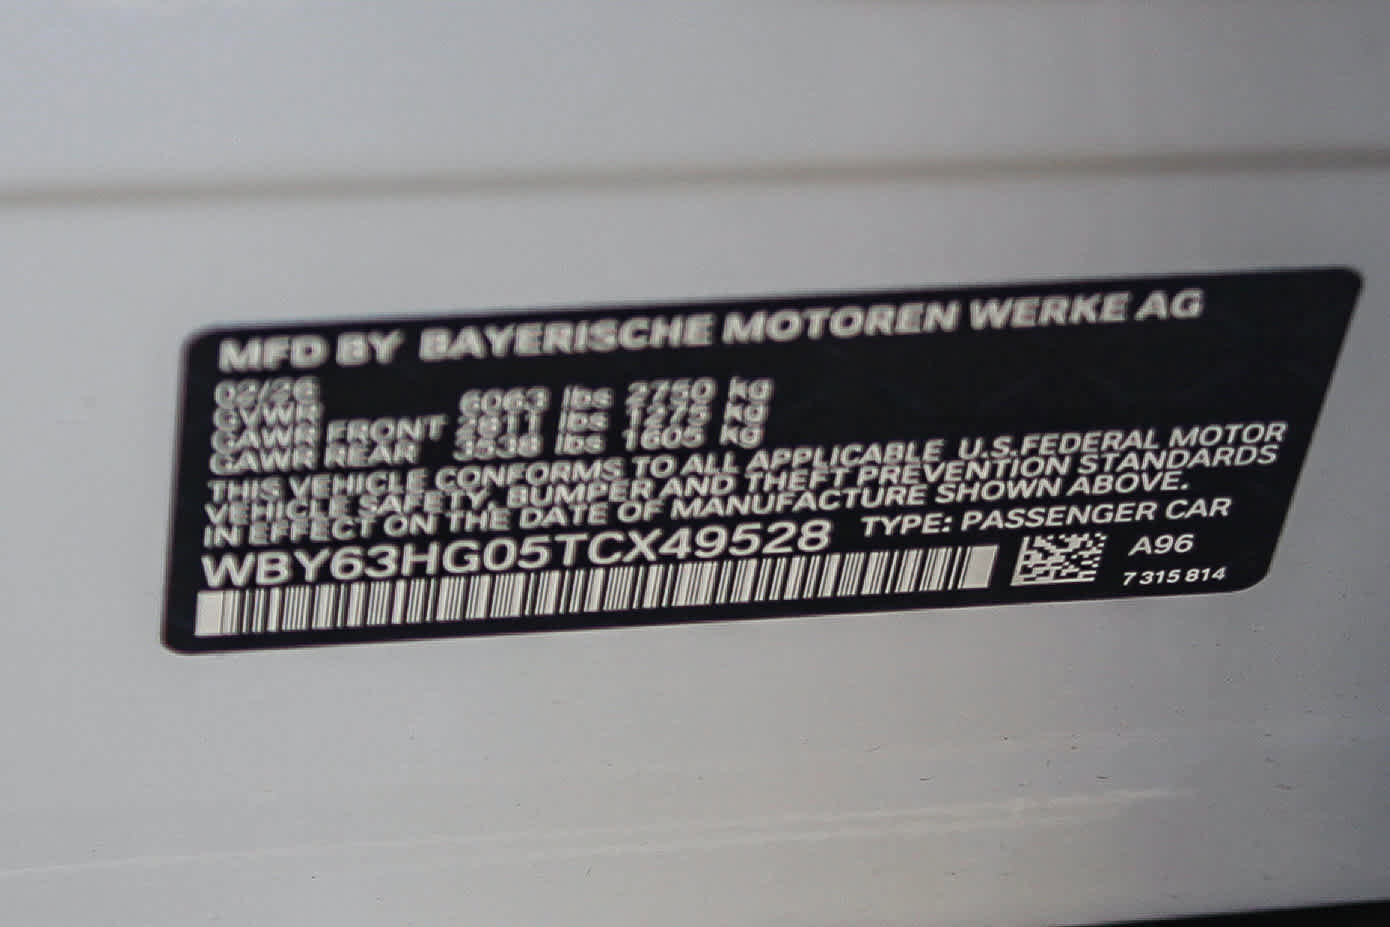 MFD BY BAYERISCHE MOTOREN WERKE AG
02/26
GVWR 6063 lbs 2750 kg
GAWR FRONT 2811 lbs 1275 kg
GAWR REAR 3538 lbs 1605 kg
THIS VEHICLE CONFORMS TO ALL APPLICABLE U.S.FEDERAL MOTOR
VEHICLE SAFETY, BUMPER AND THEFT PREVENTION STANDARDS
IN EFFECT ON THE DATE OF MANUFACTURE SHOWN ABOVE.
WBY63HG05TCX49528 TYPE: PASSENGER CAR
A96
7 315 814